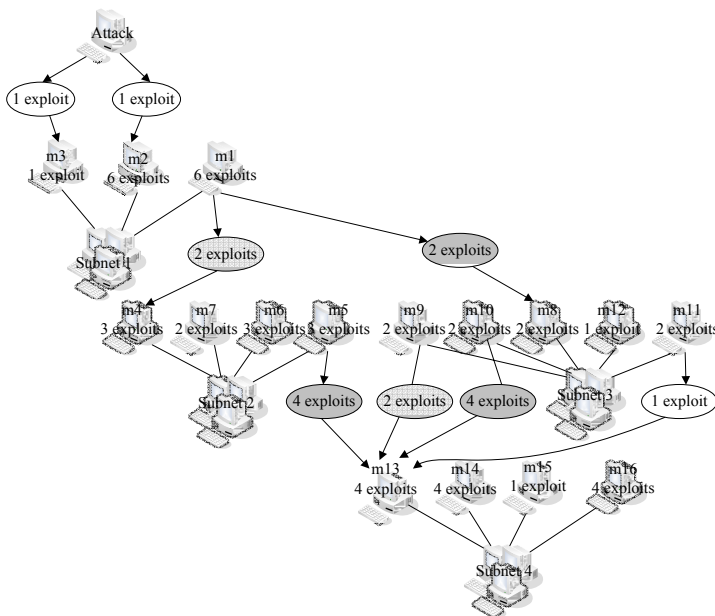 Attack
1 exploit
1 exploit
m3
1 exploit
m2
6 exploits
m1
6 exploits
Subnet 1
2 exploits
2 exploits
m4
3 exploits
m7
2 exploits
m6
3 exploits
m5
3 exploits
m9
2 exploits
m10
2 exploits
m8
2 exploits
m12
1 exploit
m11
2 exploits
Subnet 2
4 exploits
2 exploits
4 exploits
Subnet 3
1 exploit
m13
4 exploits
m14
4 exploits
m15
1 exploit
m16
4 exploits
Subnet 4